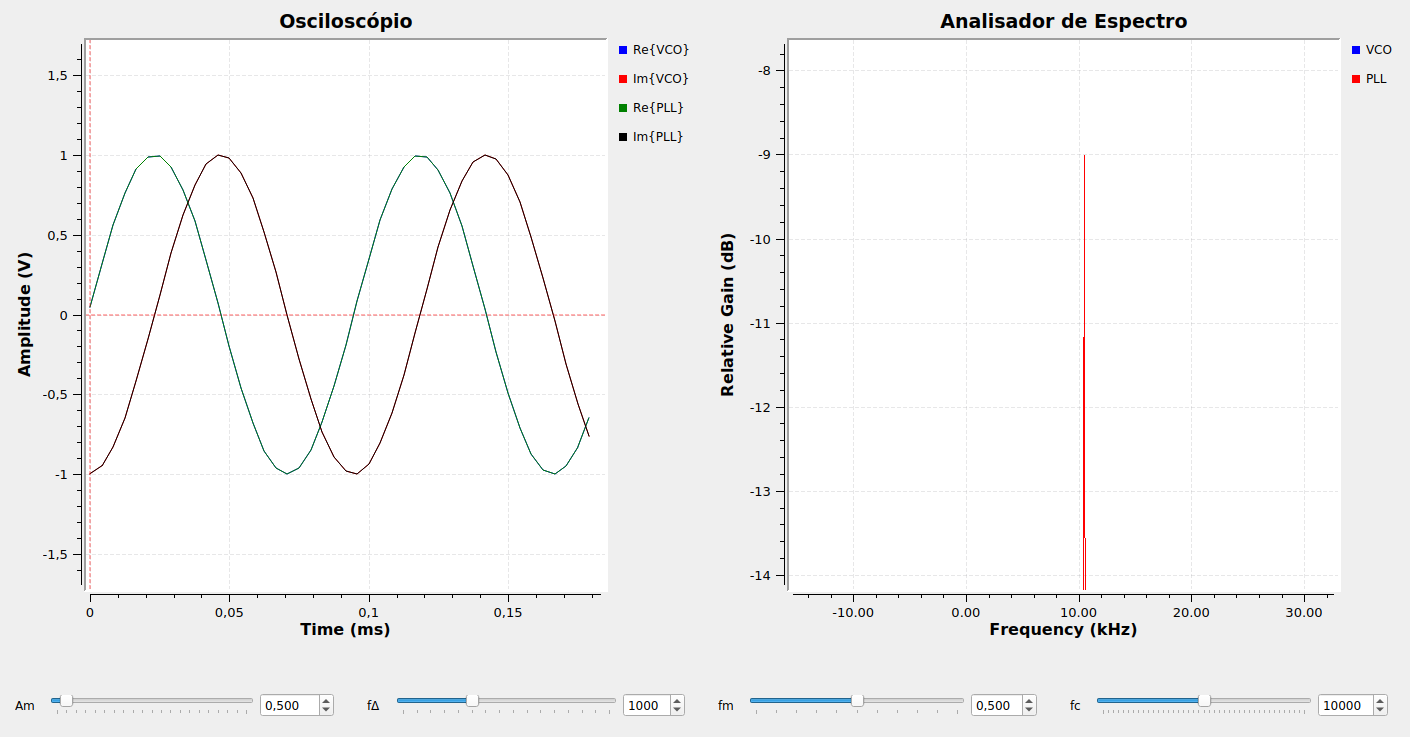 Osciloscópio
Amplitude (V)
1,5
1
0,5
0
-0,5
-1
-1,5
0
0,05
0,1
0,15
Time (ms)
Re{VCO}
Im{VCO}
Re{PLL}
Im{PLL}
Analisador de Espectro
Relative Gain (dB)
-8
-9
-10
-11
-12
-13
-14
-10.00
0.00
10.00
20.00
30.00
Frequency (kHz)
VCO
PLL
Am 0,500 fΔ 1000 fm 0,500 fc 10000